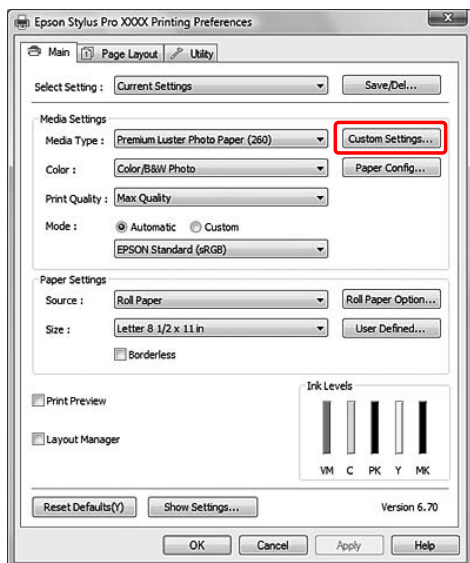 Epson Stylus Pro XXXX Printing Preferences
Main Page Layout Utility
Select Setting : Current Settings Save/Del...
Media Settings
Media Type : Premium Luster Photo Paper (260) Custom Settings...
Color : Color/B&W Photo Paper Config...
Print Quality : Max Quality
Mode : Automatic Custom
EPSON Standard (sRGB)
Paper Settings
Source : Roll Paper Roll Paper Option...
Size : Letter 8 1/2 x 11 in User Defined...
Borderless
Ink Levels
Print Preview
Layout Manager
VM C PK Y MK
Reset Defaults(Y) Show Settings... Version 6.70
OK Cancel Apply Help